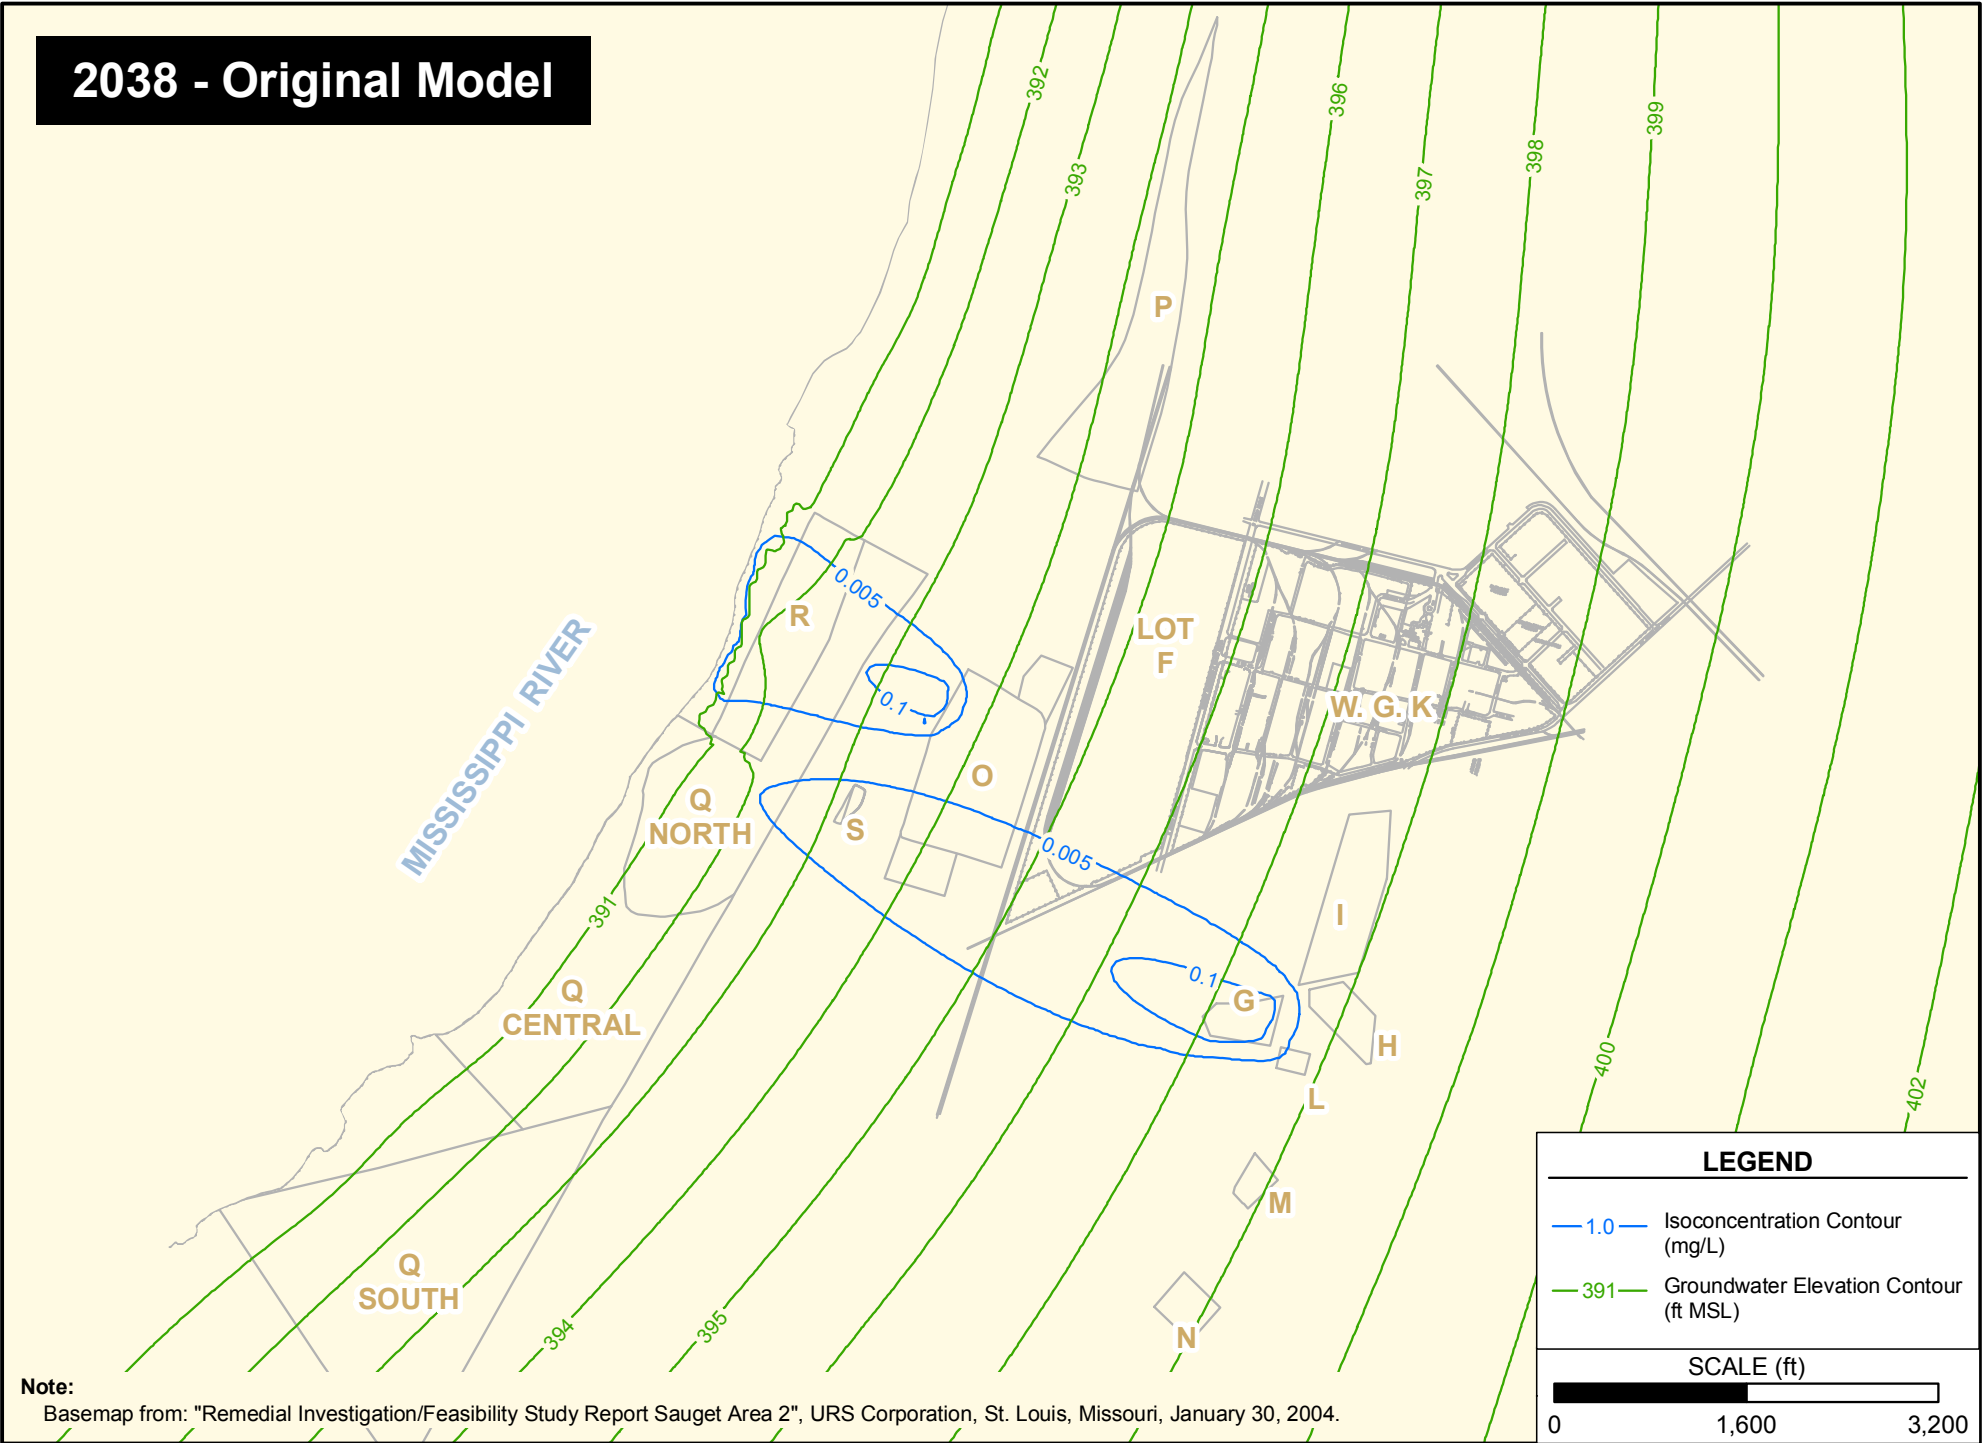 2038 - Original Model
392
393
396
397
398
399
P
0.005
R
0.1
LOT
F
W. G. K
MISSISSIPPI RIVER
O
Q
NORTH
S
0.005
391
I
Q
CENTRAL
0.1
G
H
L
400
402
M
Q
SOUTH
394
395
N
LEGEND
1.0 Isoconcentration Contour
(mg/L)
391 Groundwater Elevation Contour
(ft MSL)
SCALE (ft)
0 1,600 3,200
Note:
Basemap from: "Remedial Investigation/Feasibility Study Report Sauget Area 2", URS Corporation, St. Louis, Missouri, January 30, 2004.